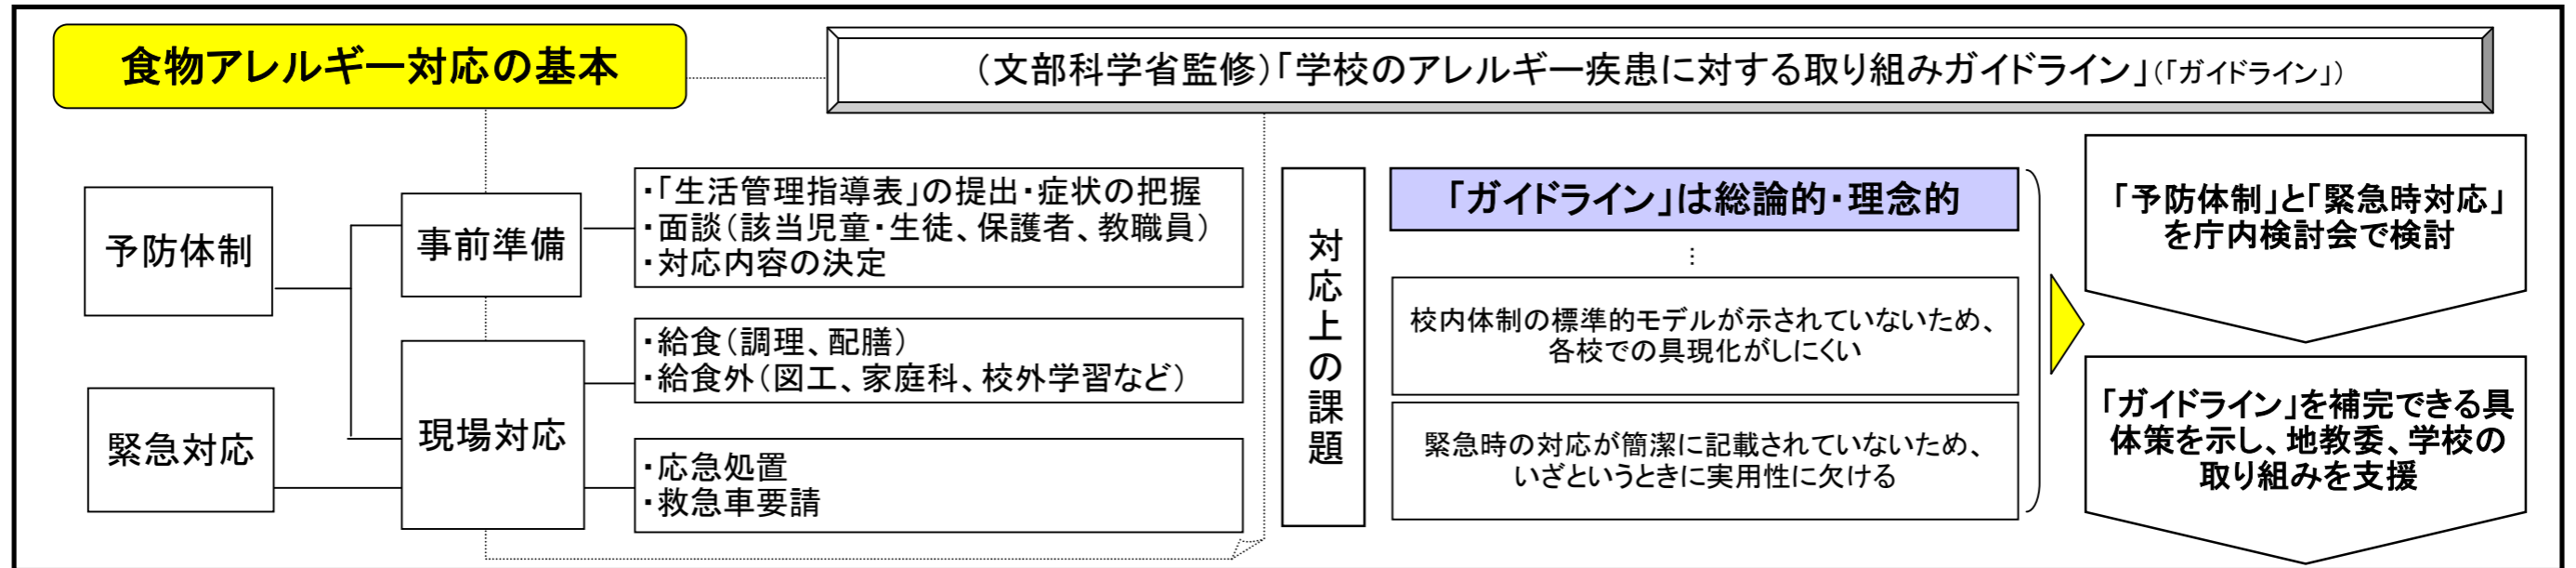 食物アレルギー対応の基本
(文部科学省監修)「学校のアレルギー疾患に対する取り組みガイドライン」(「ガイドライン」)
予防体制
緊急対応
事前準備
現場対応
・「生活管理指導表」の提出・症状の把握
・面談(該当児童・生徒、保護者、教職員)
・対応内容の決定
・給食(調理、配膳)
・給食外(図工、家庭科、校外学習など)
・応急処置
・救急車要請
対応上の課題
「ガイドライン」は総論的・理念的
…
校内体制の標準的モデルが示されていないため、
各校での具現化がしにくい
緊急時の対応が簡潔に記載されていないため、
いざというときに実用性に欠ける
「予防体制」と「緊急時対応」
を庁内検討会で検討
「ガイドライン」を補完できる具
体策を示し、地教委、学校の
取り組みを支援